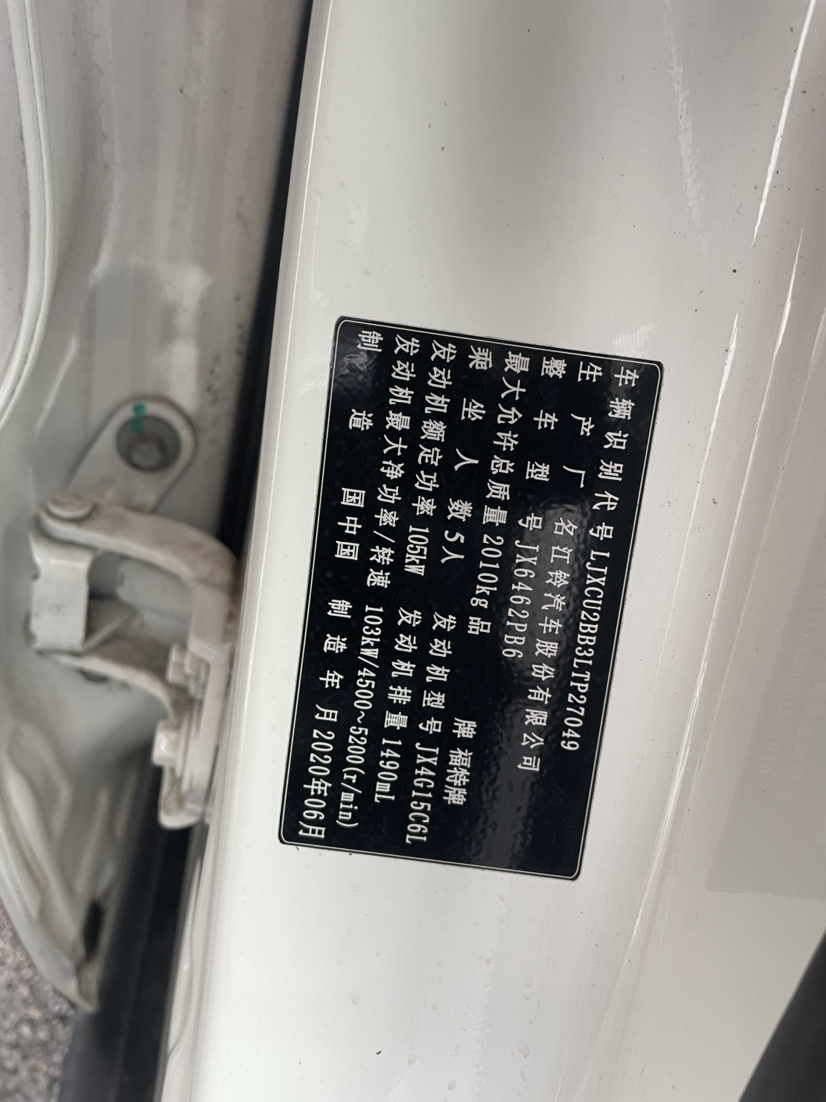 车辆识别代号 LJXCU2BB3LTP27049
生产厂名 江铃汽车股份有限公司
整车型号 JX6462PB6
最大允许总质量 2010kg 品牌 福特牌
乘坐人数 5人 发动机型号 JX4G15C6L
发动机额定功率 105kW 发动机排量 1490mL
发动机最大净功率/转速 103kW/4500~5200(r/min)
制造国 中国 制造年月 2020年06月